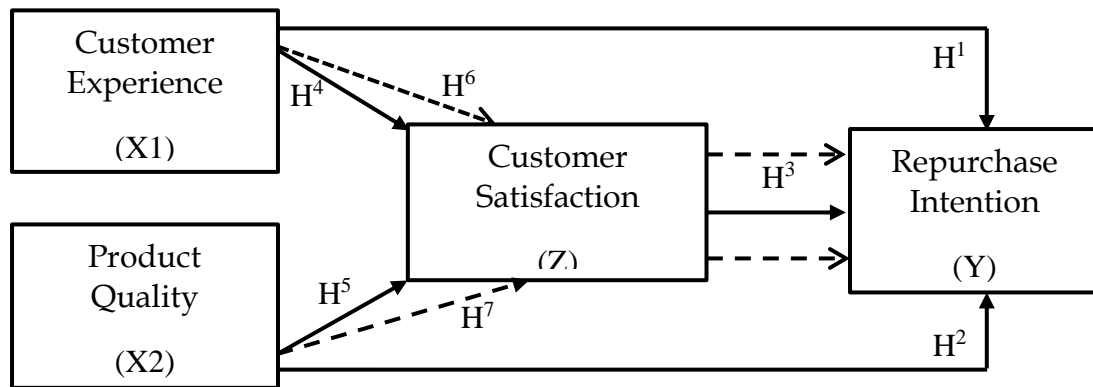 Customer
Experience
(X1)
H¹
H⁶
H⁴
Customer
Satisfaction
(Z)
H³
Repurchase
Intention
(Y)
Product
Quality
(X2)
H⁵
H⁷
H²